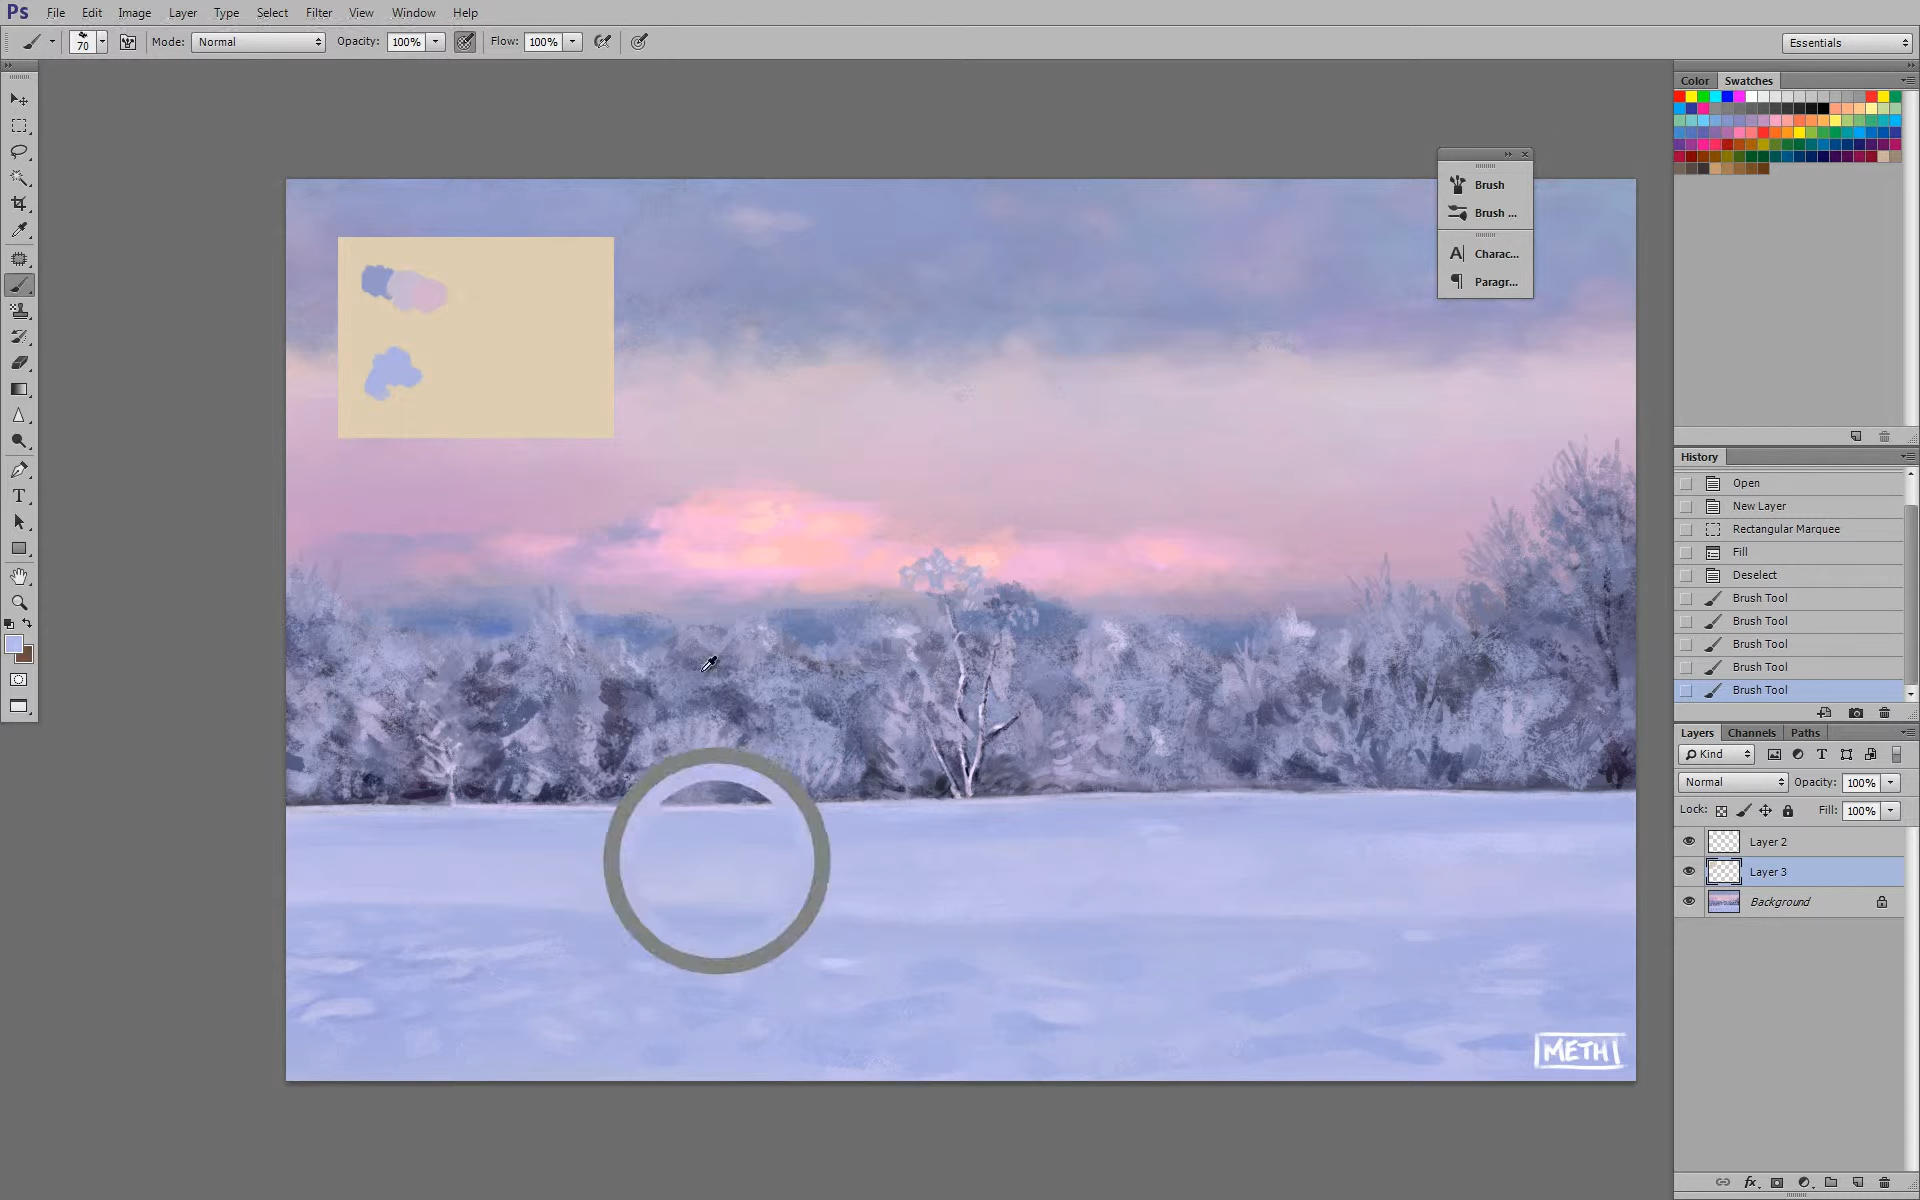 Ps File Edit Image Layer Type Select Filter View Window Help
70 Mode: Normal Opacity: 100% Flow: 100% Essentials
Color Swatches
Brush
Brush ...
Charac...
Paragr...
History
Open
New Layer
Rectangular Marquee
Fill
Deselect
Brush Tool
Brush Tool
Brush Tool
Brush Tool
Brush Tool
Layers Channels Paths
Kind T
Normal Opacity: 100%
Lock: Fill: 100%
Layer 2
Layer 3
Background
fx
T
METH